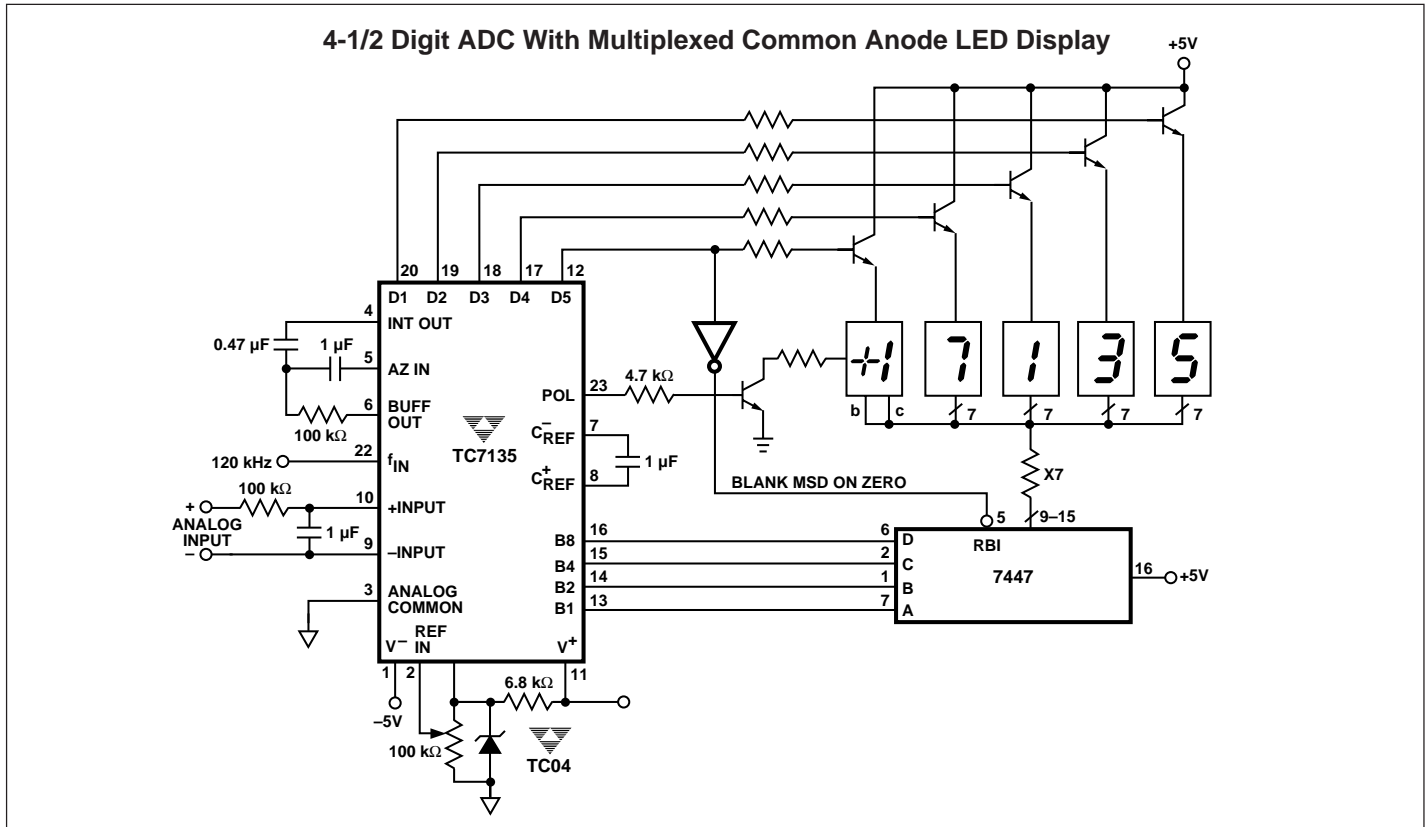 4-1/2 Digit ADC With Multiplexed Common Anode LED Display
+5V
20 19 18 17 12
D1 D2 D3 D4 D5
4
INT OUT
0.47 µF
1 µF
5
AZ IN
6
BUFF
OUT
100 kΩ
POL
23
4.7 kΩ
+1 7 1 3 5
b c 7 7 7 7
TC7135
C–REF
7
C+REF
8
1 µF
120 kHz
22
fIN
100 kΩ
10
+INPUT
+
ANALOG
INPUT
–
1 µF
9
–INPUT
X7
BLANK MSD ON ZERO
5
9–15
3
ANALOG
COMMON
B8
16
6
D
RBI
B4
15
2
C
7447
16
+5V
B2
14
1
B
B1
13
7
A
V–
REF
IN
V+
1
2
11
–5V
6.8 kΩ
100 kΩ
TC04